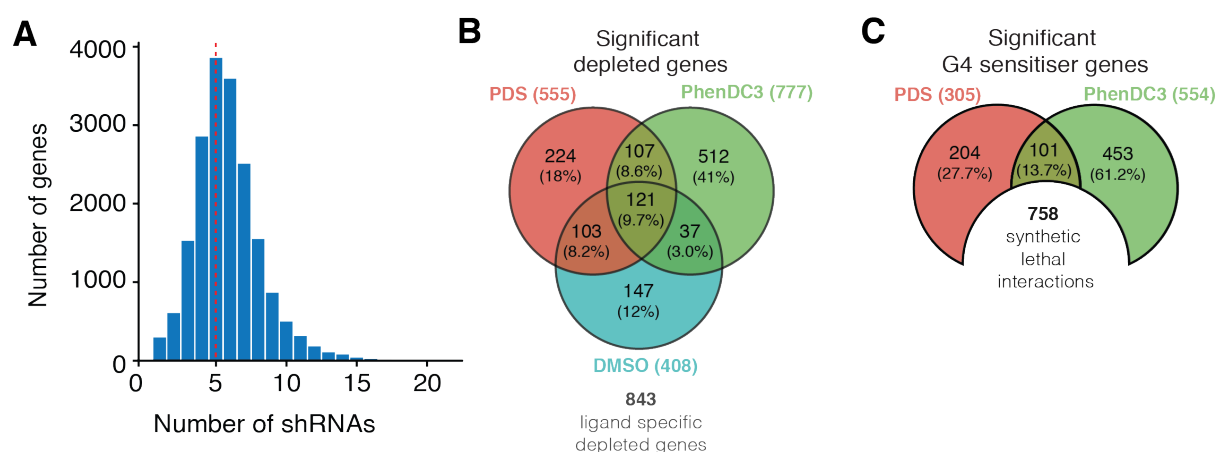 A
Number of genes
4000
3000
2000
1000
0
0 5 10 15 20
Number of shRNAs
B
Significant
depleted genes
PDS (555)
PhenDC3 (777)
224
(18%)
107
(8.6%)
512
(41%)
121
(9.7%)
103
(8.2%)
37
(3.0%)
147
(12%)
DMSO (408)
843
ligand specific
depleted genes
C
Significant
G4 sensitiser genes
PDS (305)
PhenDC3 (554)
204
(27.7%)
101
(13.7%)
453
(61.2%)
758
synthetic
lethal
interactions